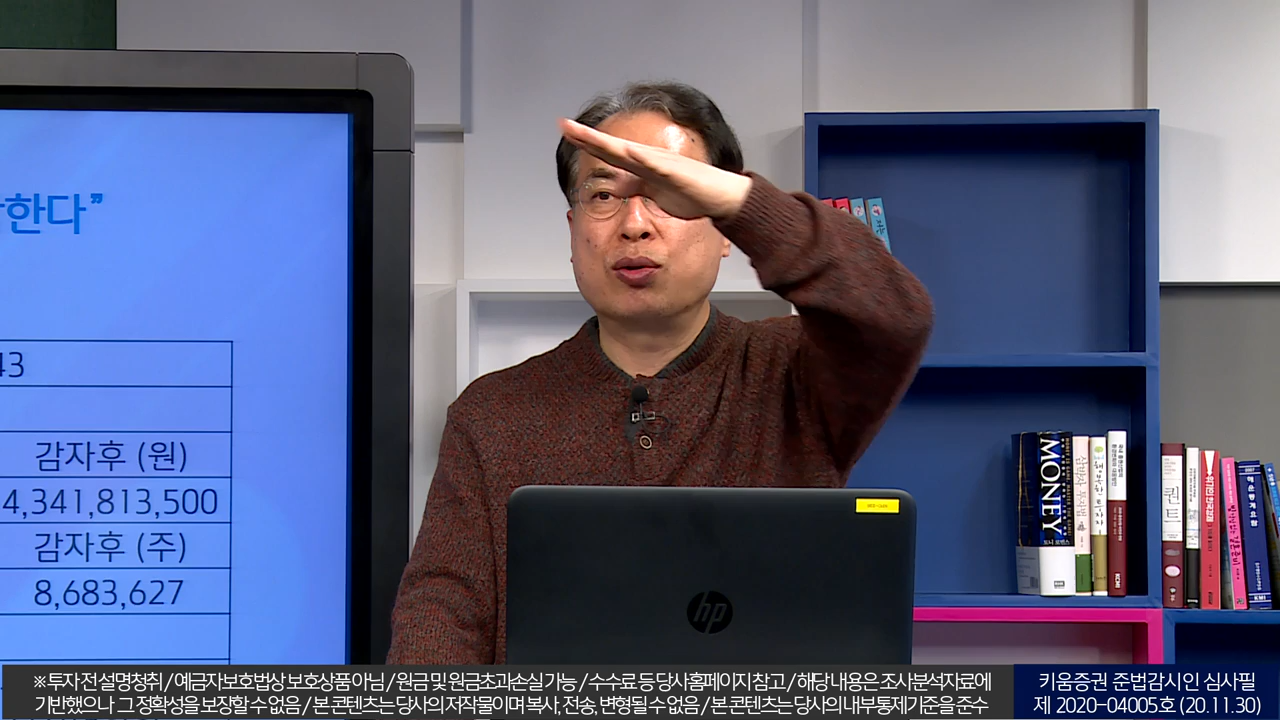 한다”
43
감자후 (원)
4,341,813,500
감자후 (주)
8,683,627
hp
MONEY
토니 로빈스
퀀트
KCMI
KMI
※ 투자 전 설명청취 / 예금자보호법상 보호상품 아님 / 원금 및 원금초과손실 가능 / 수수료 등 당사홈페이지 참고 / 해당 내용은 조사분석자료에
기반했으나 그 정확성을 보장할 수 없음 / 본 콘텐츠는 당사의 저작물이며 복사, 전송, 변형될 수 없음 / 본 콘텐츠는 당사의 내부통제기준을 준수
키움증권 준법감시인 심사필
제 2020-04005호 (20.11.30)